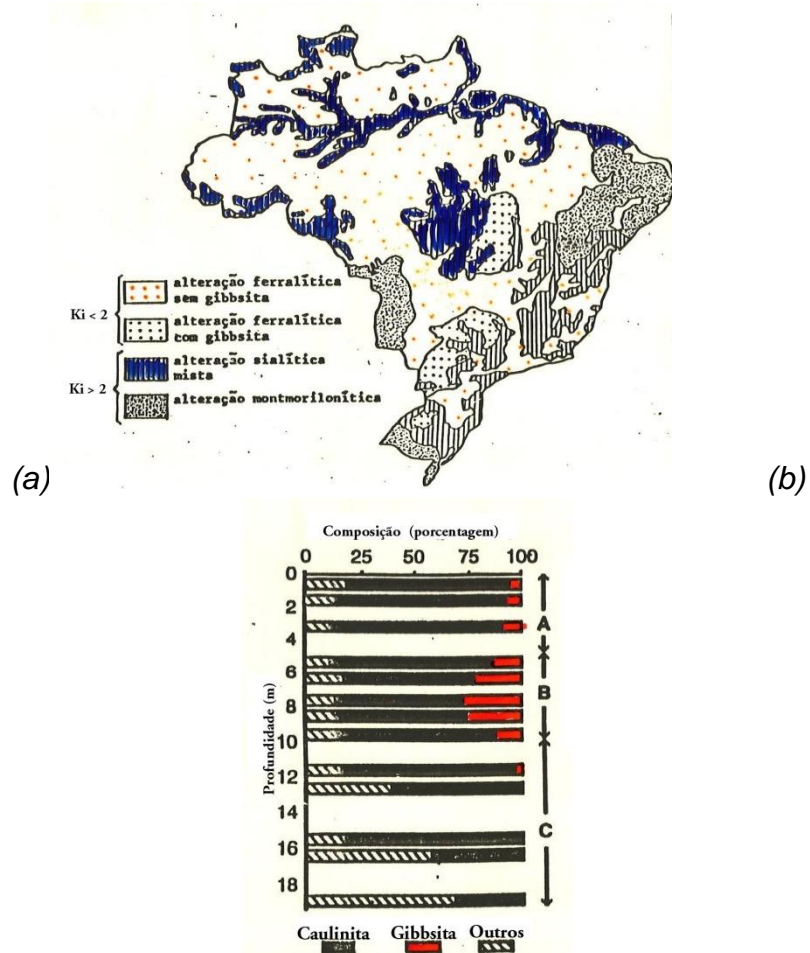 alteração ferralítica
sem gibbsita
Ki < 2
alteração ferralítica
com gibbsita
alteração sialítica
mista
Ki > 2
alteração montmorilonítica
(a)
(b)
Composição (porcentagem)
0 25 50 75 100
0
2
4
6
8
10
12
14
16
18
Profundidade (m)
A
B
C
Caulinita Gibbsita Outros